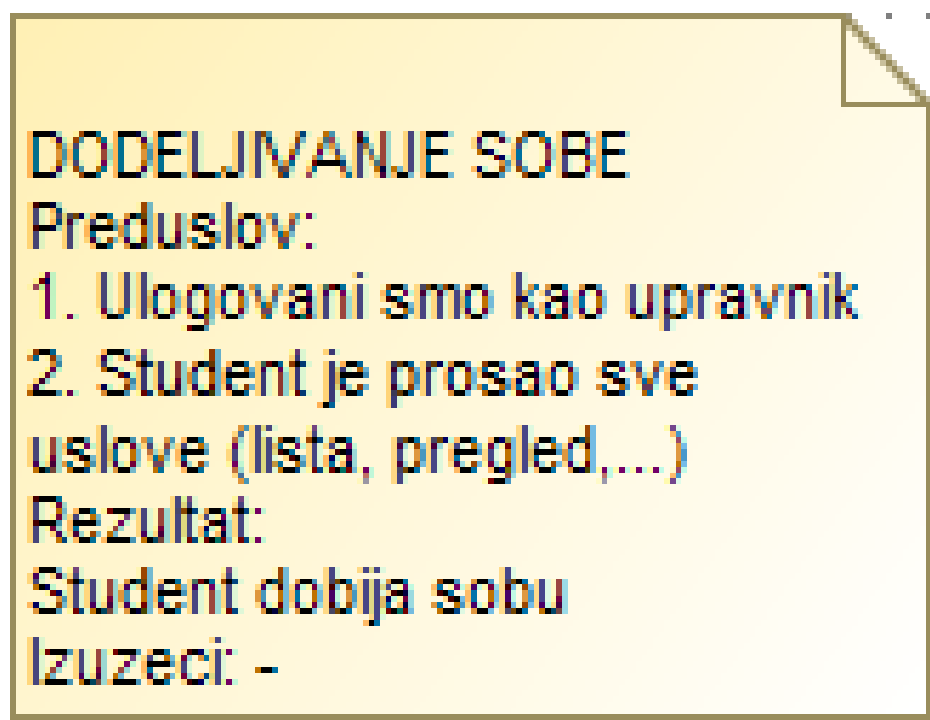 DODELJIVANJE SOBE
Preduslov:
1. Ulogovani smo kao upravnik
2. Student je prosao sve
uslove (lista, pregled,...)
Rezultat:
Student dobija sobu
Izuzeci: -